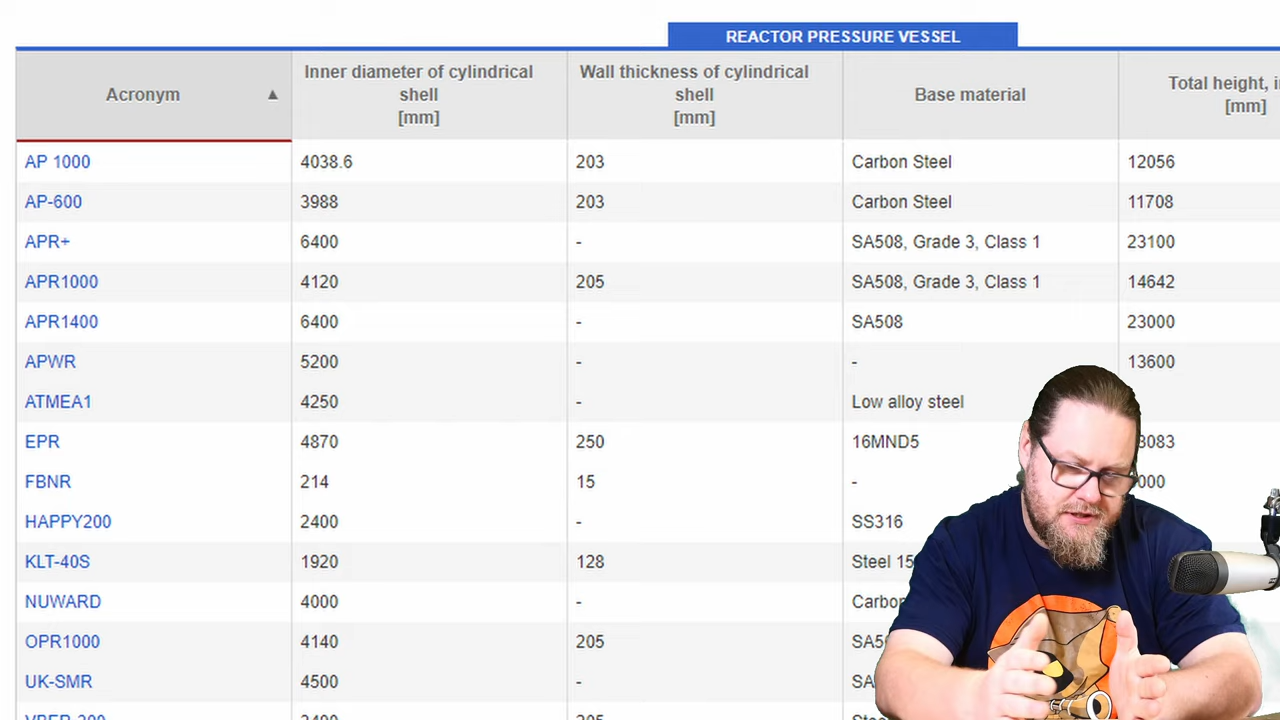 REACTOR PRESSURE VESSEL
Acronym ▲
Inner diameter of cylindrical
shell
[mm]
Wall thickness of cylindrical
shell
[mm]
Base material
Total height,
[mm]
AP 1000 4038.6 203 Carbon Steel 12056
AP-600 3988 203 Carbon Steel 11708
APR+ 6400 - SA508, Grade 3, Class 1 23100
APR1000 4120 205 SA508, Grade 3, Class 1 14642
APR1400 6400 - SA508 23000
APWR 5200 - - 13600
ATMEA1 4250 - Low alloy steel
EPR 4870 250 16MND5
FBNR 214 15 -
HAPPY200 2400 - SS316
KLT-40S 1920 128 Steel
NUWARD 4000 -
OPR1000 4140 205
UK-SMR 4500 -